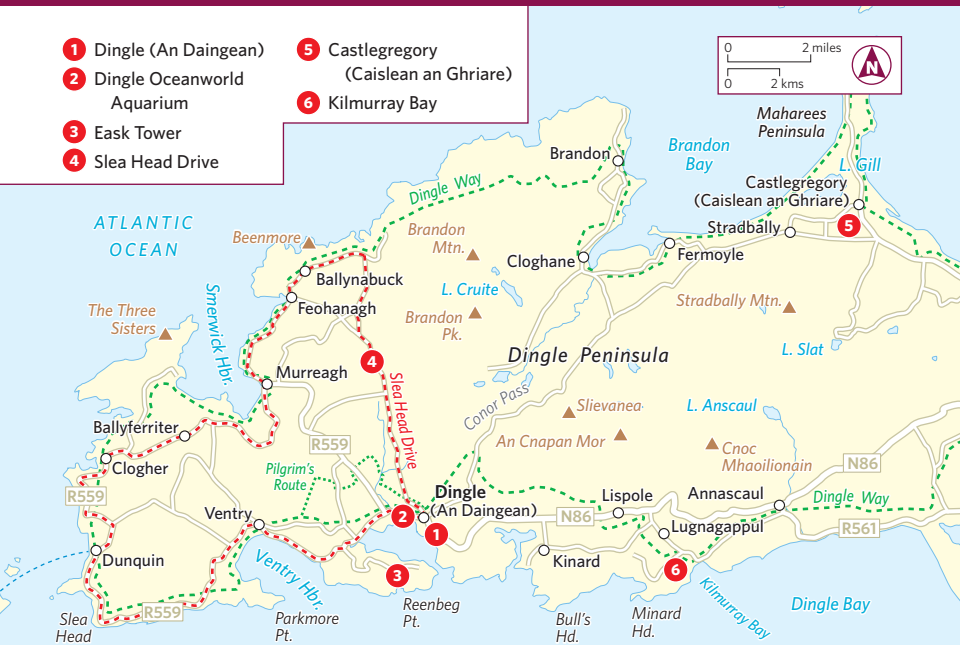 1 Dingle (An Daingean)
2 Dingle Oceanworld
Aquarium
3 Eask Tower
4 Slea Head Drive
5 Castlegregory
(Caislean an Ghriare)
6 Kilmurray Bay
0 2 miles
0 2 kms
N
Maharees
Peninsula
Brandon
Brandon
Bay
L. Gill
Dingle Way
Castlegregory
(Caislean an Ghriare)
5
Stradbally
ATLANTIC
OCEAN
Beenmore
Brandon
Mtn.
Cloghane
Fermoyle
Ballynabuck
L. Cruite
Feohanagh
Stradbally Mtn.
The Three
Sisters
Smerwick Hbr.
Brandon
Pk.
L. Slat
4
Dingle Peninsula
Murreagh
Slea Head Drive
Conor Pass
Slievanea
L. Anscaul
Ballyferriter
R559
An Cnapan Mor
Cnoc
Mhaoilionain
Clogher
N86
Pilgrim's
Route
R559
Dingle
(An Daingean)
Lispole
Annascaul
Dingle Way
Ventry
2
1
N86
Lugnagappul
R561
Dunquin
Ventry Hbr.
Kinard
3
6
R559
Slea
Head
Parkmore
Pt.
Reenbeg
Pt.
Bull's
Hd.
Minard
Hd.
Kilmurray Bay
Dingle Bay